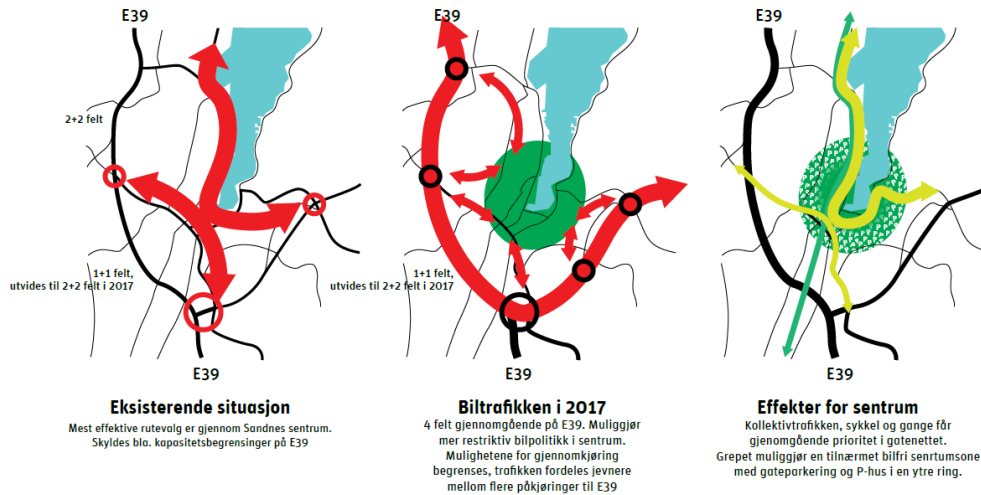 E39
2+2 felt
1+1 felt,
utvides til 2+2 felt i 2017
E39
Eksisterende situasjon
Mest effektive rutevalg er gjennom Sandnes sentrum.
Skyldes bla. kapasitetsbegresinger på E39
E39
1+1 felt,
utvides til 2+2 felt i 2017
E39
Biltrafikken i 2017
4 felt gjennomgående på E39. Muliggjør
mer restriktiv bilpolitikk i sentrum.
Mulighetene for gjennomkjøring
begrenses, trafikken fordeles jevnere
mellom flere påkjøringer til E39
E39
E39
Effekter for sentrum
Kollektivtrafikken, sykkel og gange får
gjenomgående prioritet i gatenettet.
Grepet muliggjør en tilnærmet bilfri senrtumsone
med gateparkering og P-hus i en ytre ring.